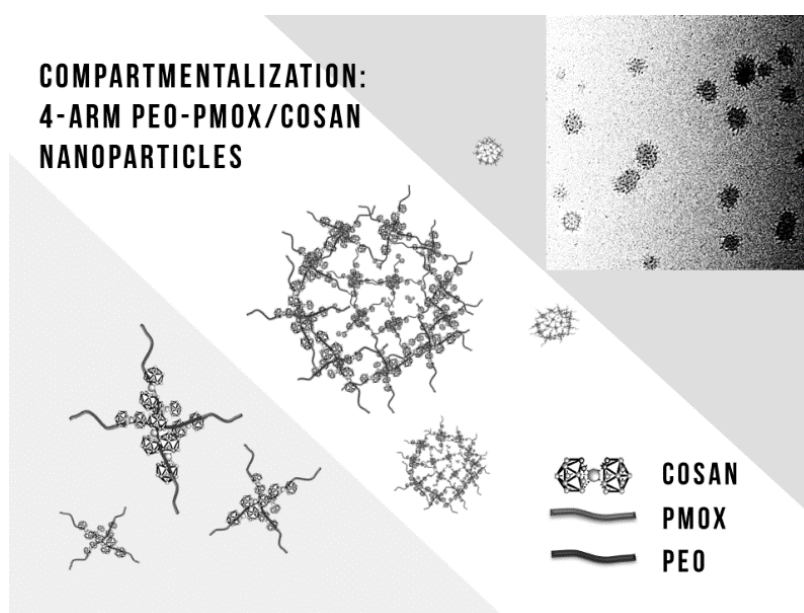 COMPARTMENTALIZATION:
4-ARM PEO-PMOX/COSAN
NANOPARTICLES
COSAN
PMOX
PEO